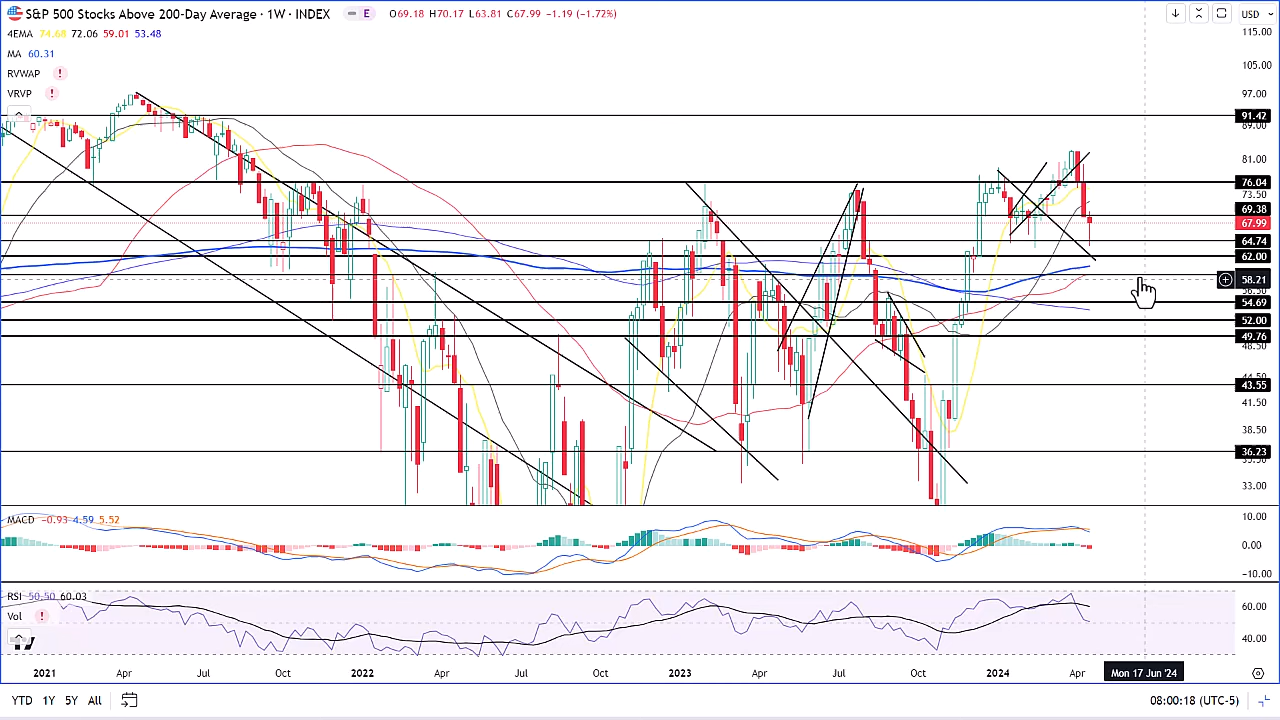 S&P 500 Stocks Above 200-Day Average · 1W · INDEX E O69.18 H70.17 L63.81 C67.99 −1.19 (−1.72%)
USD
4EMA 74.68 72.06 59.01 53.48
MA 60.31
RVWAP !
VRVP !
115.00
105.00
97.00
91.42
89.00
81.00
76.04
73.50
69.38
67.99
64.74
62.00
58.21
54.69
52.00
49.76
48.50
43.55
41.50
38.50
36.23
33.00
MACD −0.93 4.59 5.52
10.00
0.00
−10.00
RSI 50.50 60.03
60.00
Vol !
40.00
2021 Apr Jul Oct 2022 Apr Jul Oct 2023 Apr Jul Oct 2024 Apr Mon 17 Jun '24
YTD 1Y 5Y All 08:00:18 (UTC-5)